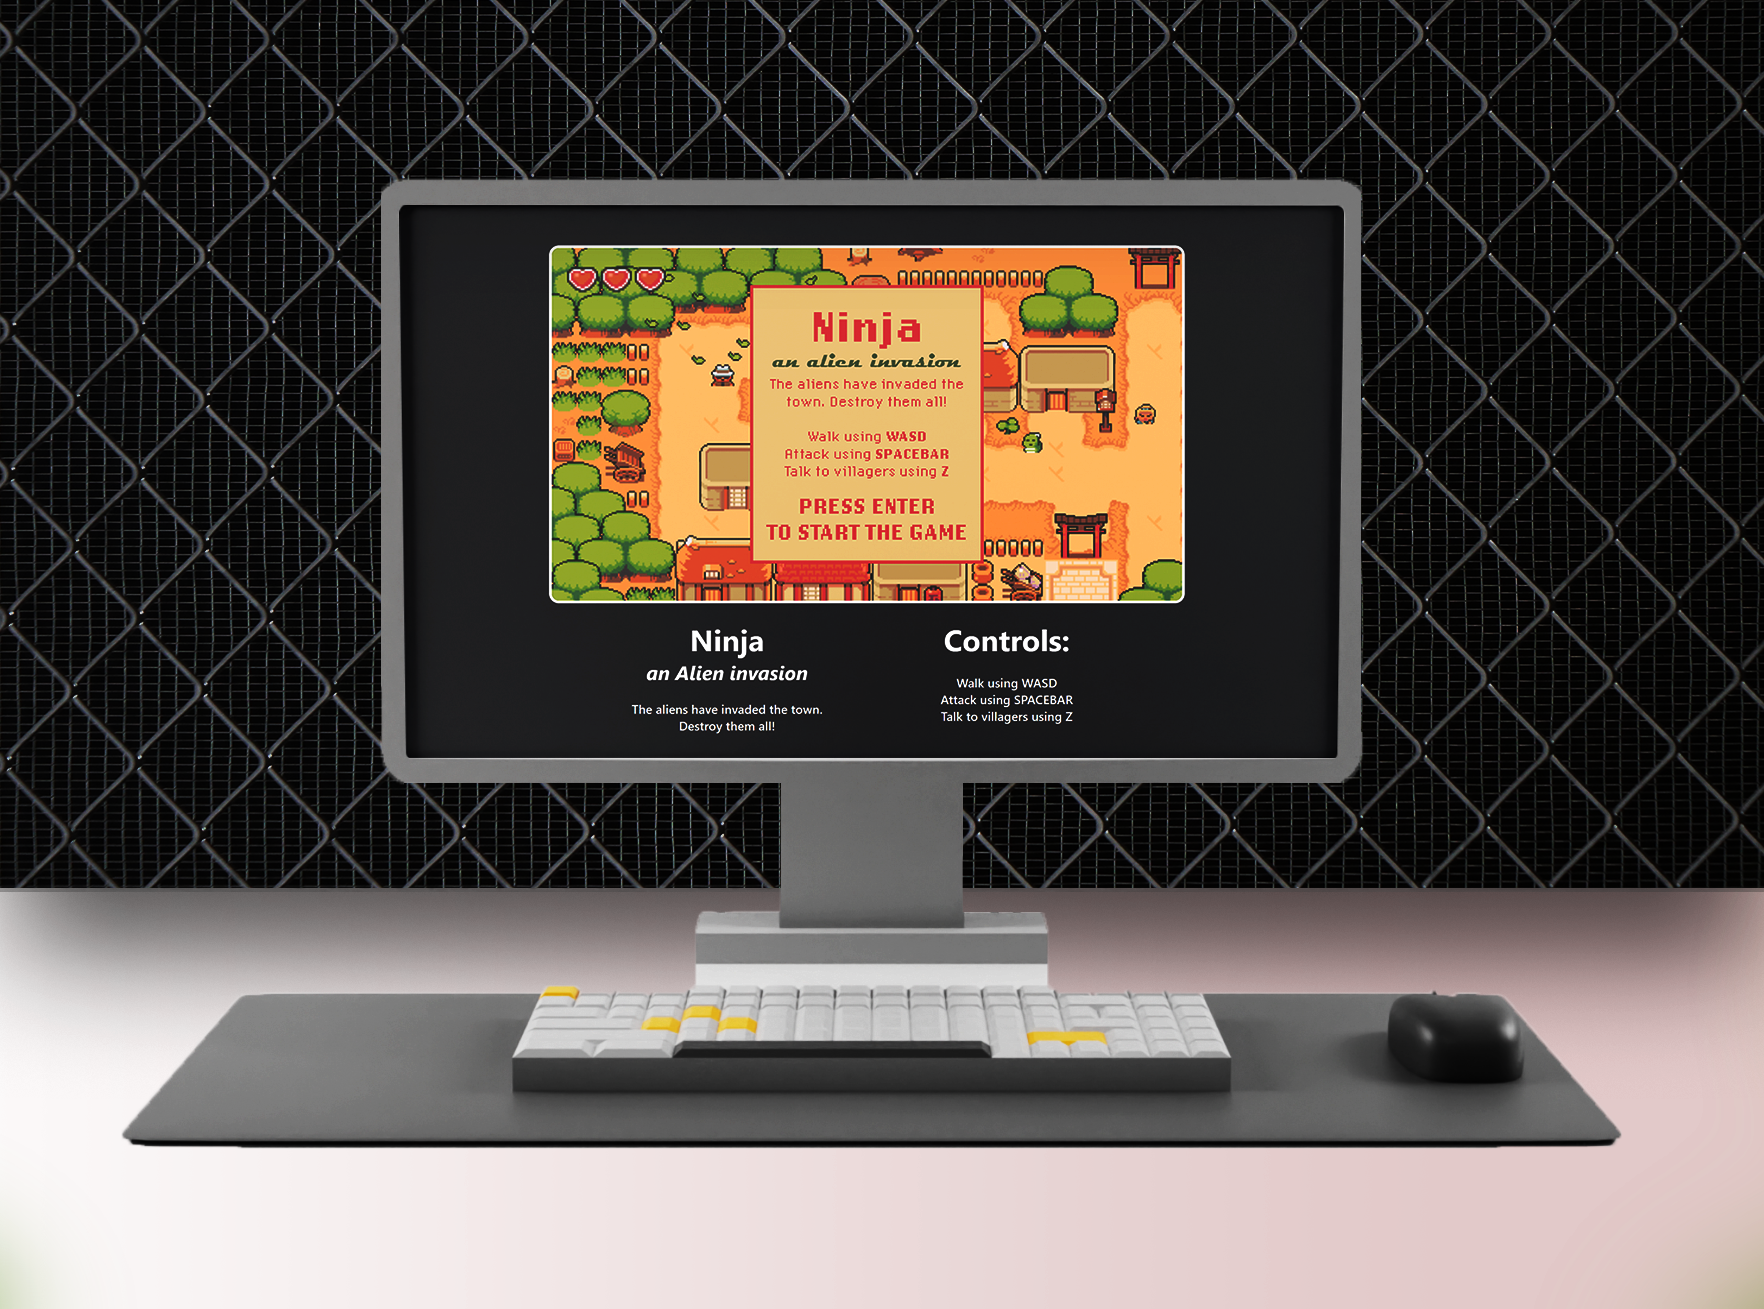 Ninja
an alien invasion
The aliens have invaded the
town. Destroy them all!
Walk using WASD
Attack using SPACEBAR
Talk to villagers using Z
PRESS ENTER
TO START THE GAME
Ninja
an Alien invasion
The aliens have invaded the town.
Destroy them all!
Controls:
Walk using WASD
Attack using SPACEBAR
Talk to villagers using Z